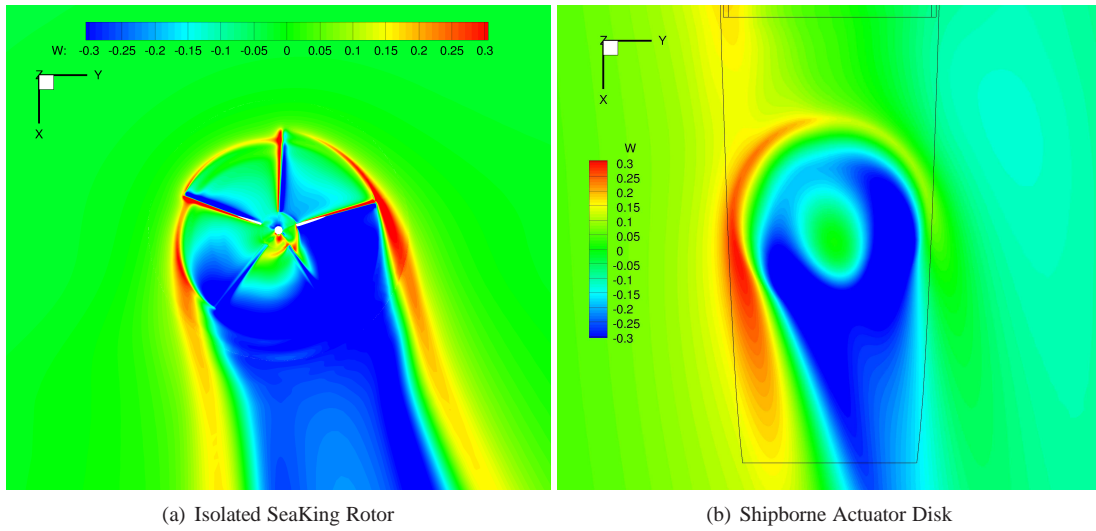 W: -0.3 -0.25 -0.2 -0.15 -0.1 -0.05 0 0.05 0.1 0.15 0.2 0.25 0.3
Z Y
X
Z Y
X
W
0.3
0.25
0.2
0.15
0.1
0.05
0
-0.05
-0.1
-0.15
-0.2
-0.25
-0.3
(a) Isolated SeaKing Rotor
(b) Shipborne Actuator Disk